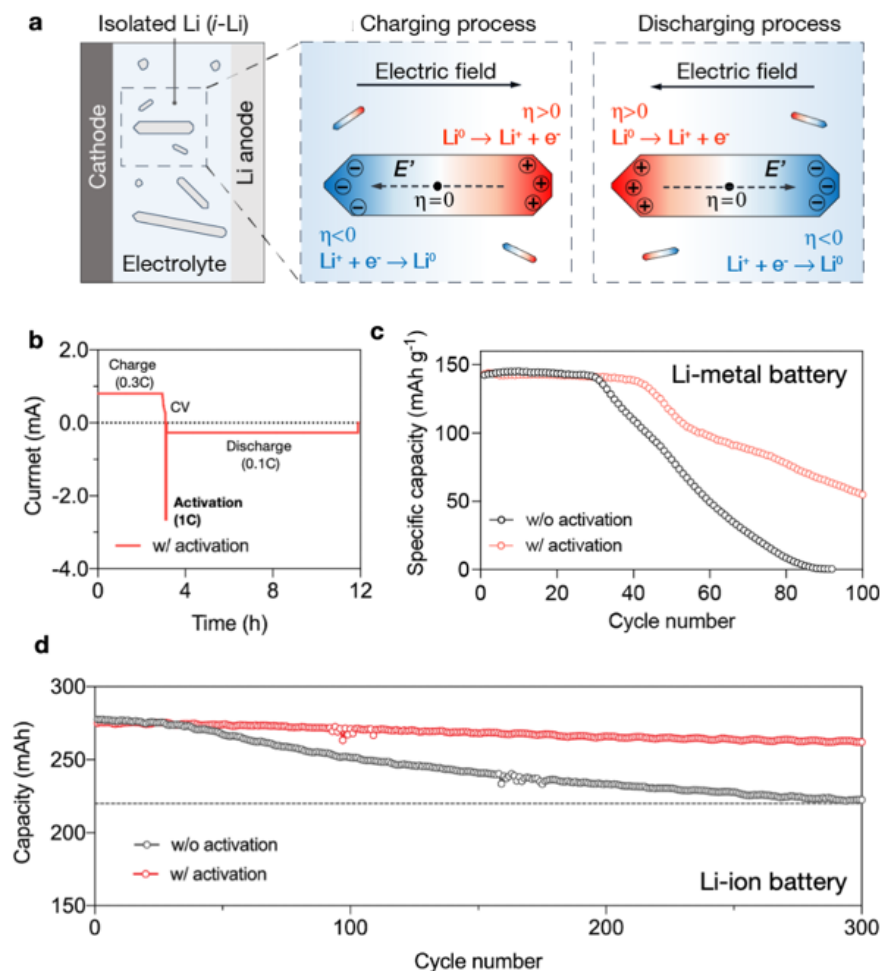 a
Isolated Li (i-Li)
Charging process
Discharging process
Cathode
Li anode
Electrolyte
Electric field
η>0
Li⁰ → Li⁺ + e⁻
E'
η=0
η<0
Li⁺ + e⁻ → Li⁰
Electric field
η>0
Li⁰ → Li⁺ + e⁻
E'
η=0
η<0
Li⁺ + e⁻ → Li⁰
b
Currnet (mA)
2.0
0.0
-2.0
-4.0
Charge
(0.3C)
CV
Discharge
(0.1C)
Activation
(1C)
w/ activation
0
4
8
12
Time (h)
c
Specific capacity (mAh g⁻¹)
150
100
50
0
Li-metal battery
w/o activation
w/ activation
0
20
40
60
80
100
Cycle number
d
Capacity (mAh)
300
250
200
150
w/o activation
w/ activation
Li-ion battery
0
100
200
300
Cycle number